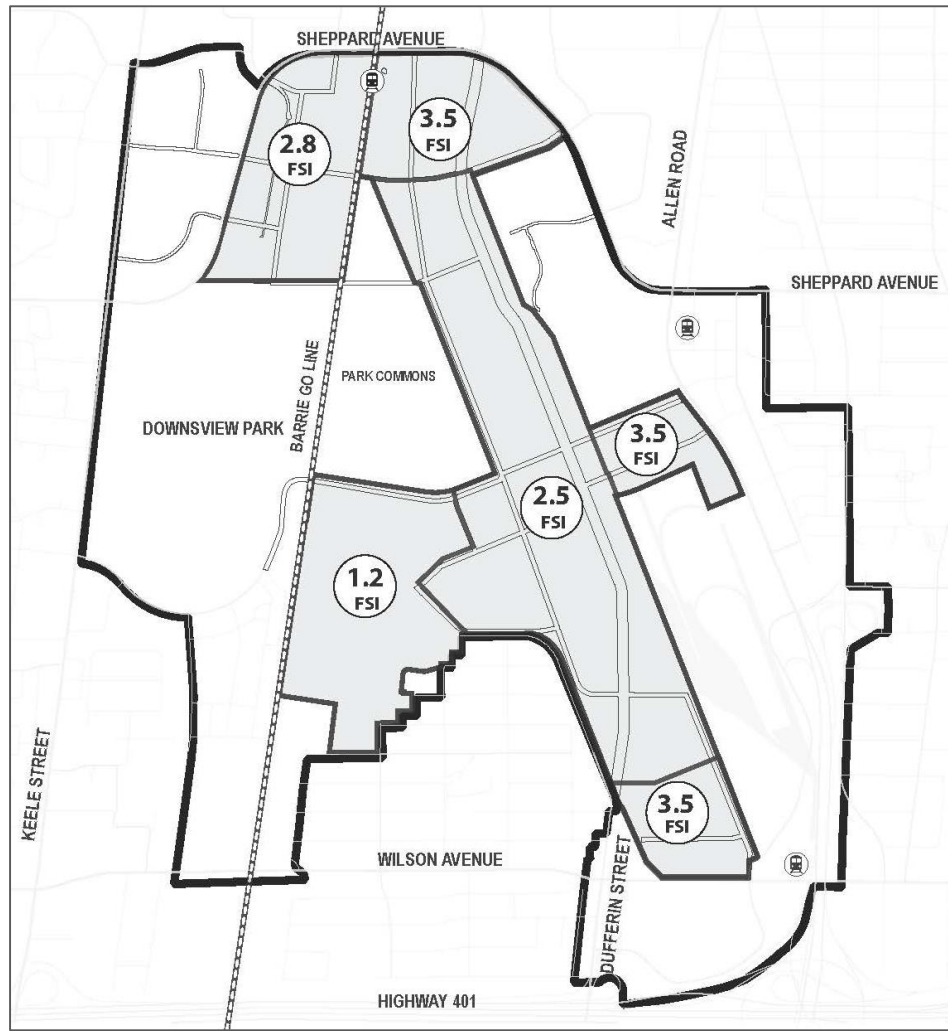 SHEPPARD AVENUE
3.5
FSI
2.8
FSI
ALLEN ROAD
SHEPPARD AVENUE
BARRIE GO LINE
PARK COMMONS
DOWNSVIEW PARK
3.5
FSI
2.5
FSI
1.2
FSI
KEELE STREET
3.5
FSI
WILSON AVENUE
DUFFERIN STREET
HIGHWAY 401